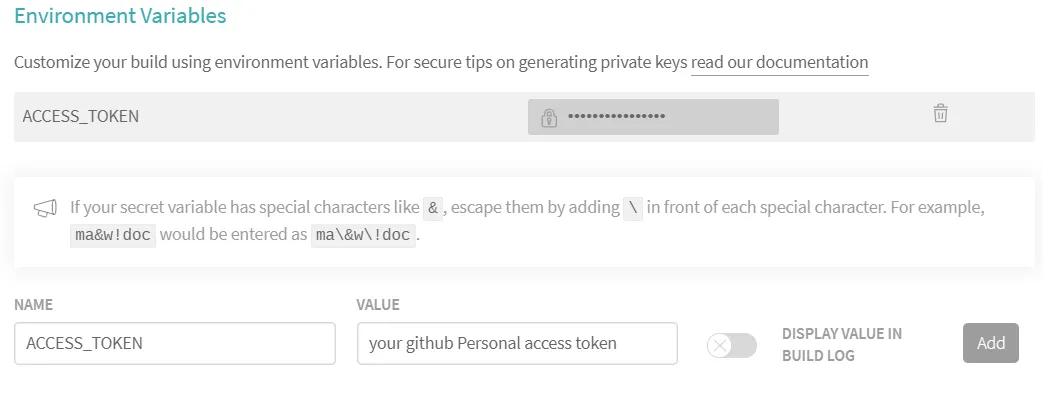 Environment Variables
Customize your build using environment variables. For secure tips on generating private keys read our documentation
ACCESS_TOKEN ••••••••••••••••
If your secret variable has special characters like & , escape them by adding \ in front of each special character. For example,
ma&w!doc would be entered as ma\&w\!doc .
NAME VALUE
ACCESS_TOKEN your github Personal access token DISPLAY VALUE IN
BUILD LOG Add